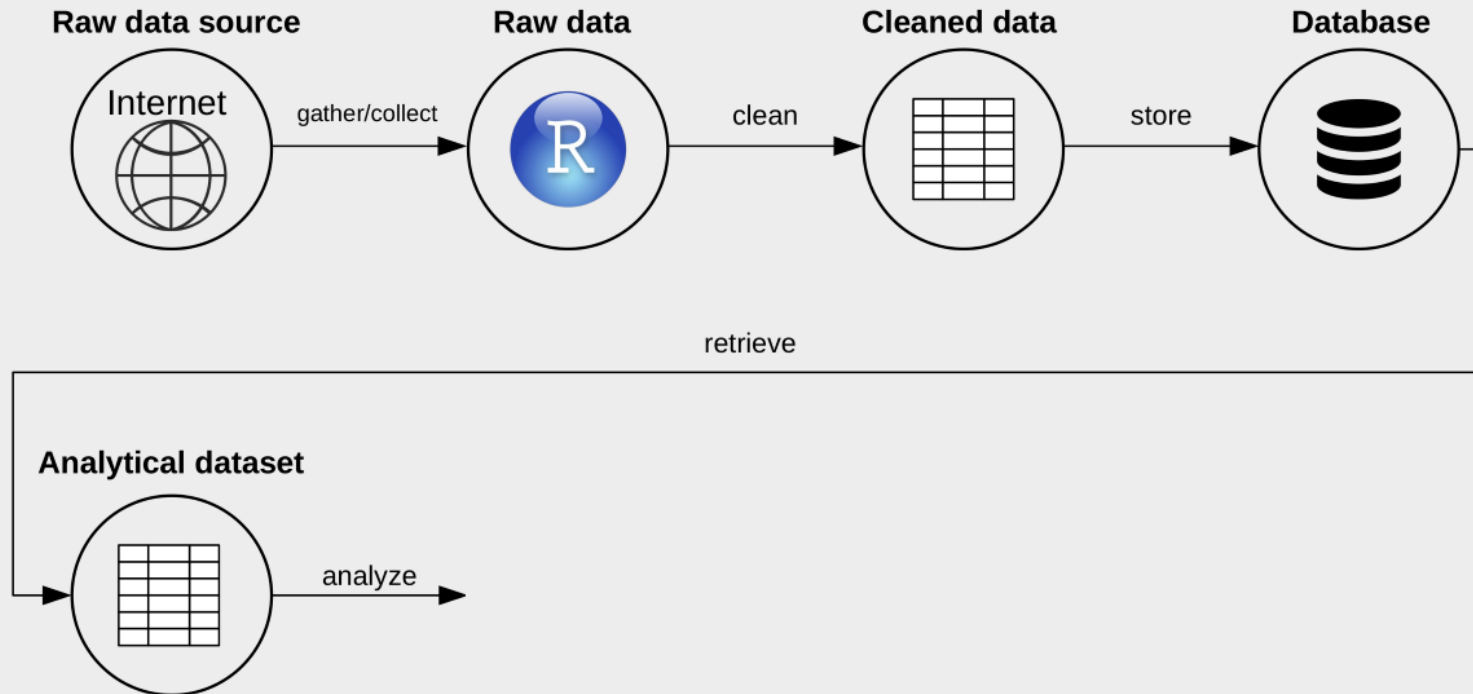 Raw data source
Raw data
Cleaned data
Database
Internet
gather/collect
R
clean
store
retrieve
Analytical dataset
analyze